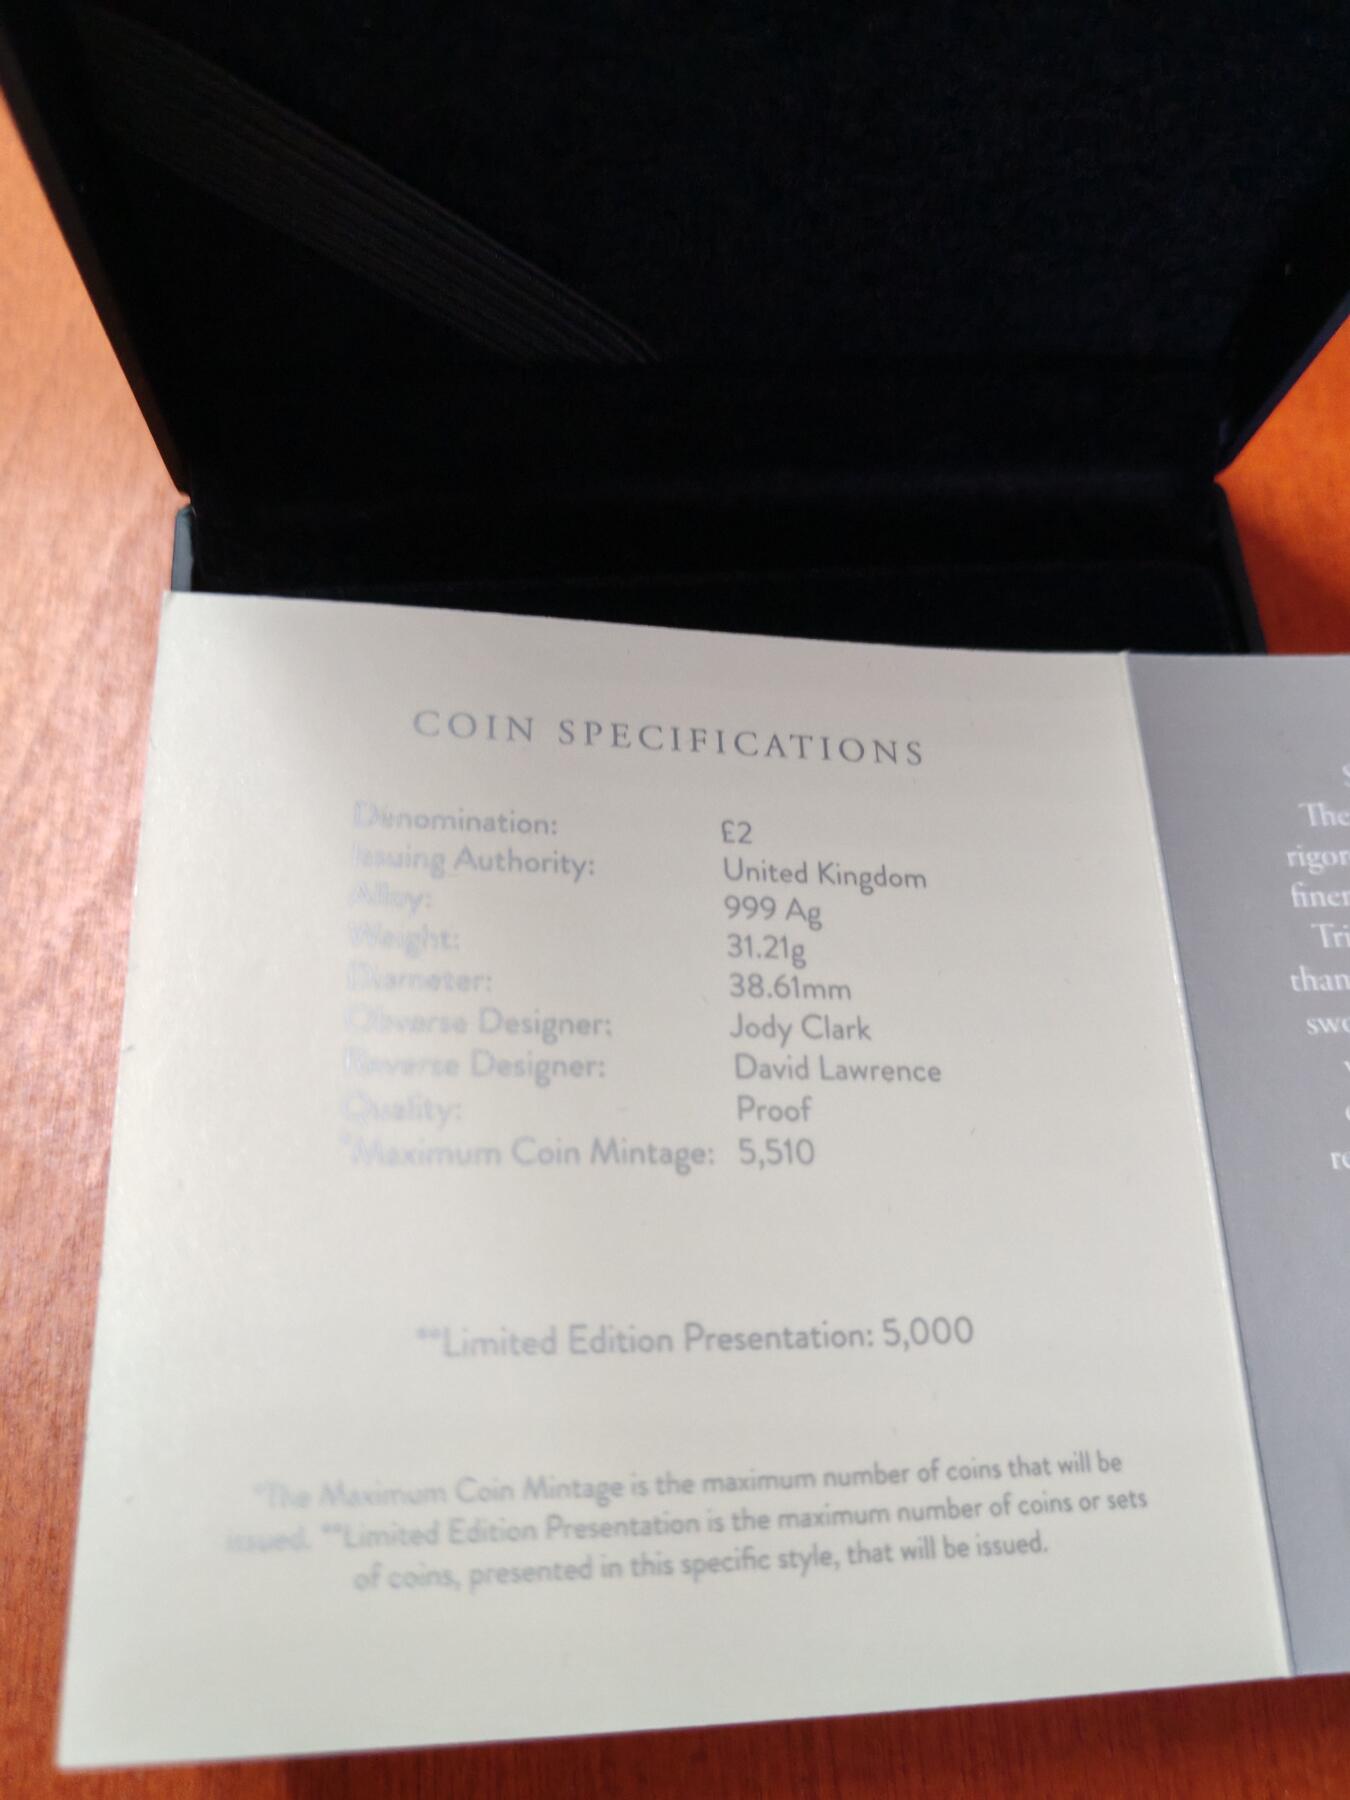 COIN SPECIFICATIONS
Denomination: £2
Issuing Authority: United Kingdom
Alloy: 999 Ag
Weight: 31.21g
Diameter: 38.61mm
Obverse Designer: Jody Clark
Reverse Designer: David Lawrence
Quality: Proof
*Maximum Coin Mintage: 5,510
**Limited Edition Presentation: 5,000
*The Maximum Coin Mintage is the maximum number of coins that will be
issued. **Limited Edition Presentation is the maximum number of coins or sets
of coins, presented in this specific style, that will be issued.
The
than